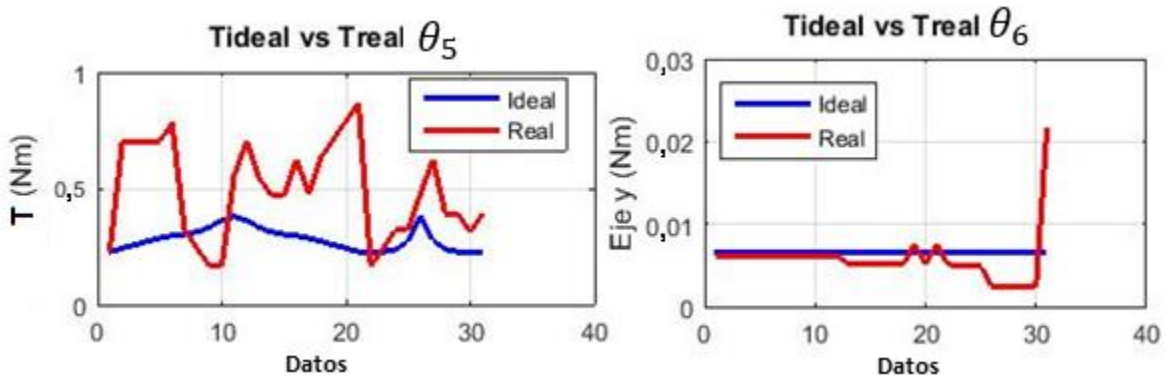 Tideal vs Treal θ5
T (Nm)
1
0,5
0
0
10
20
30
40
Datos
Ideal
Real
Tideal vs Treal θ6
Eje y (Nm)
0,03
0,02
0,01
0
0
10
20
30
40
Datos
Ideal
Real